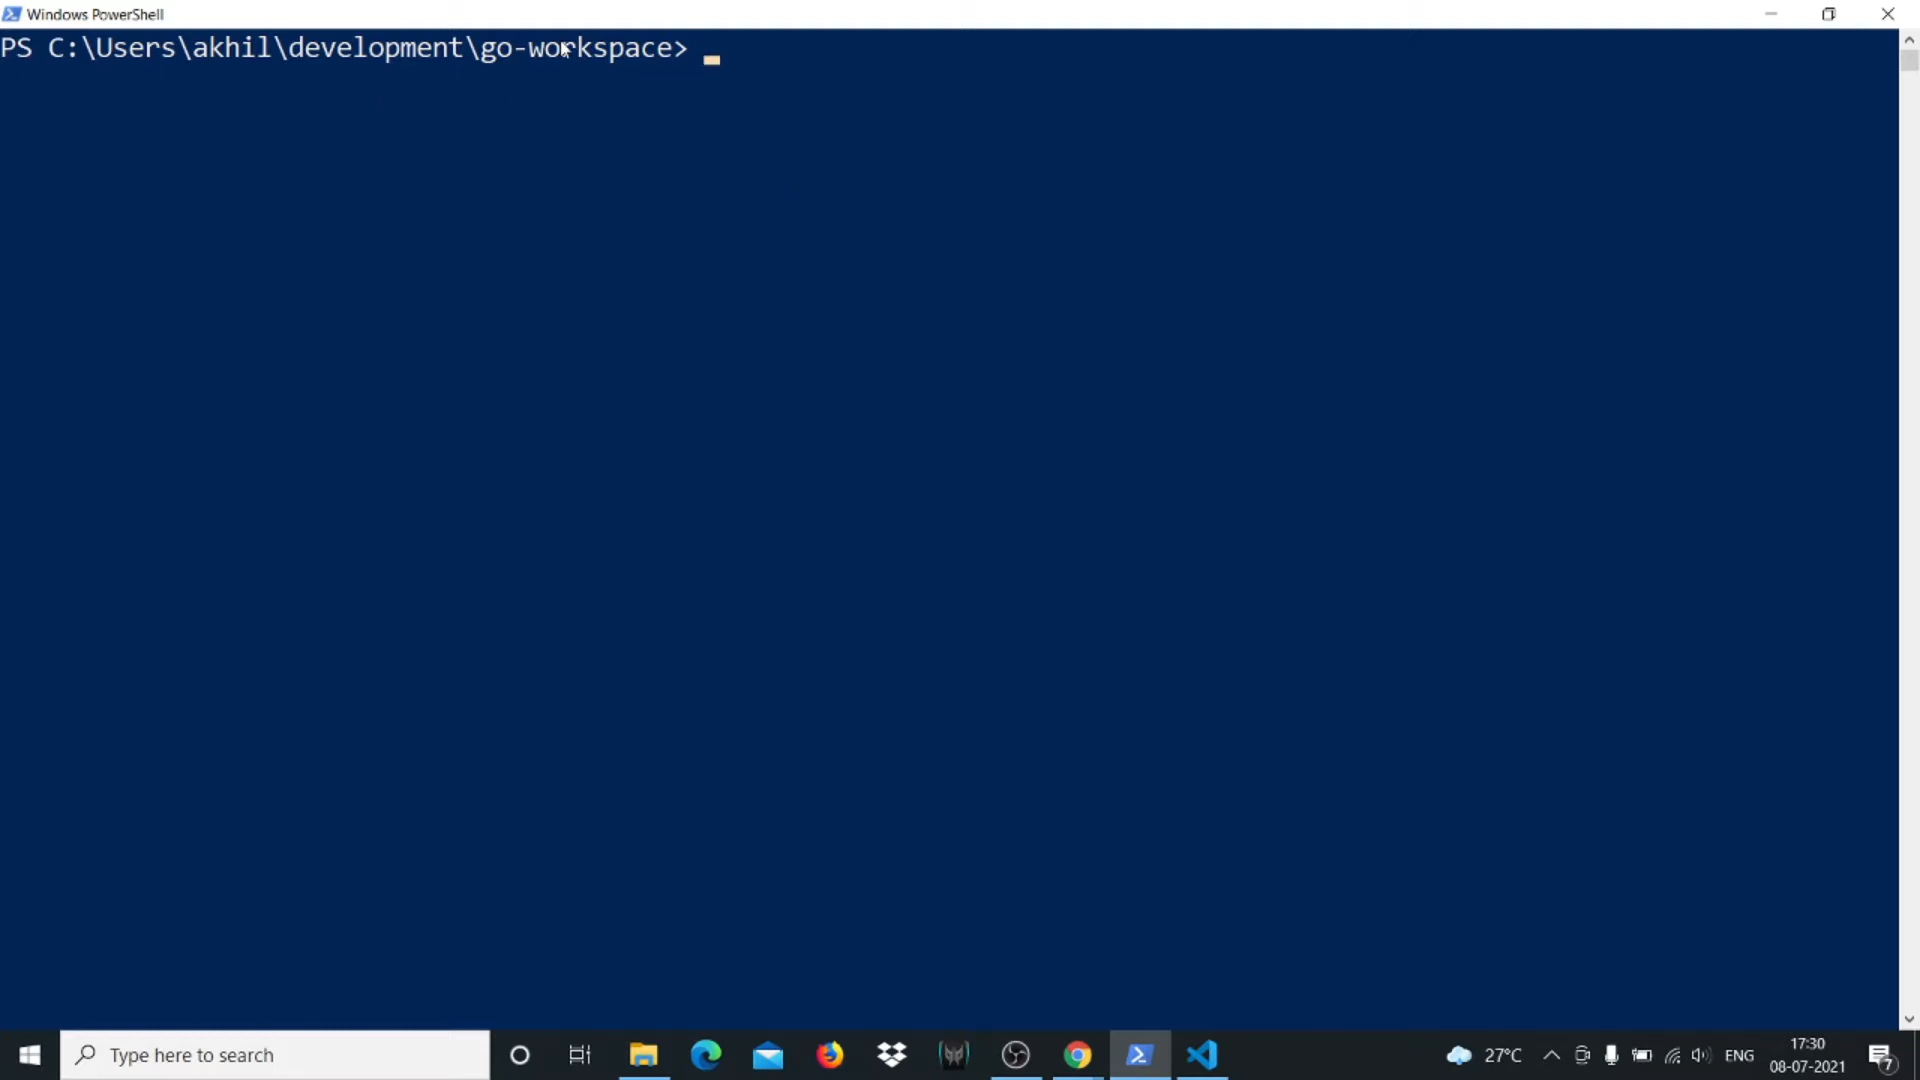 Windows PowerShell
PS C:\Users\akhil\development\go-workspace>
Type here to search
27°C
ENG
17:30
08-07-2021
7